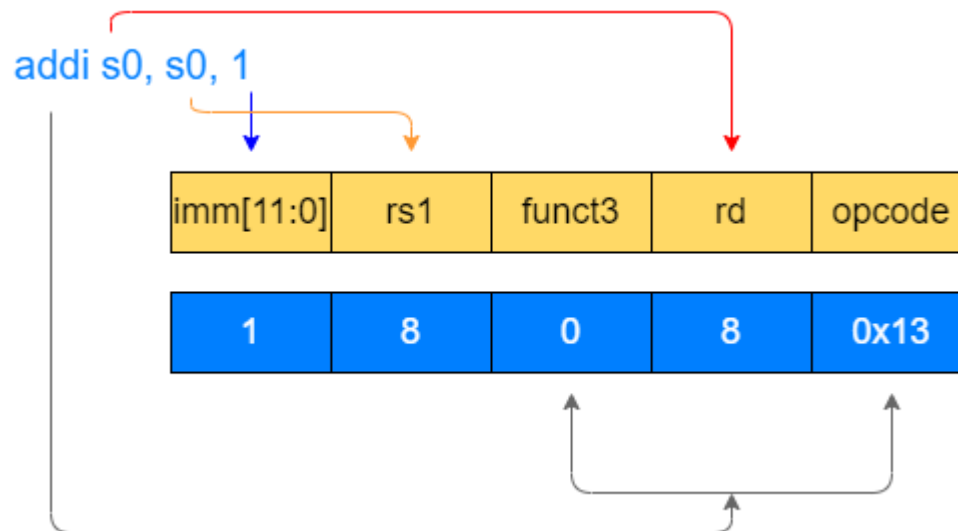 addi s0, s0, 1
imm[11:0] rs1 funct3 rd opcode
1 8 0 8 0x13